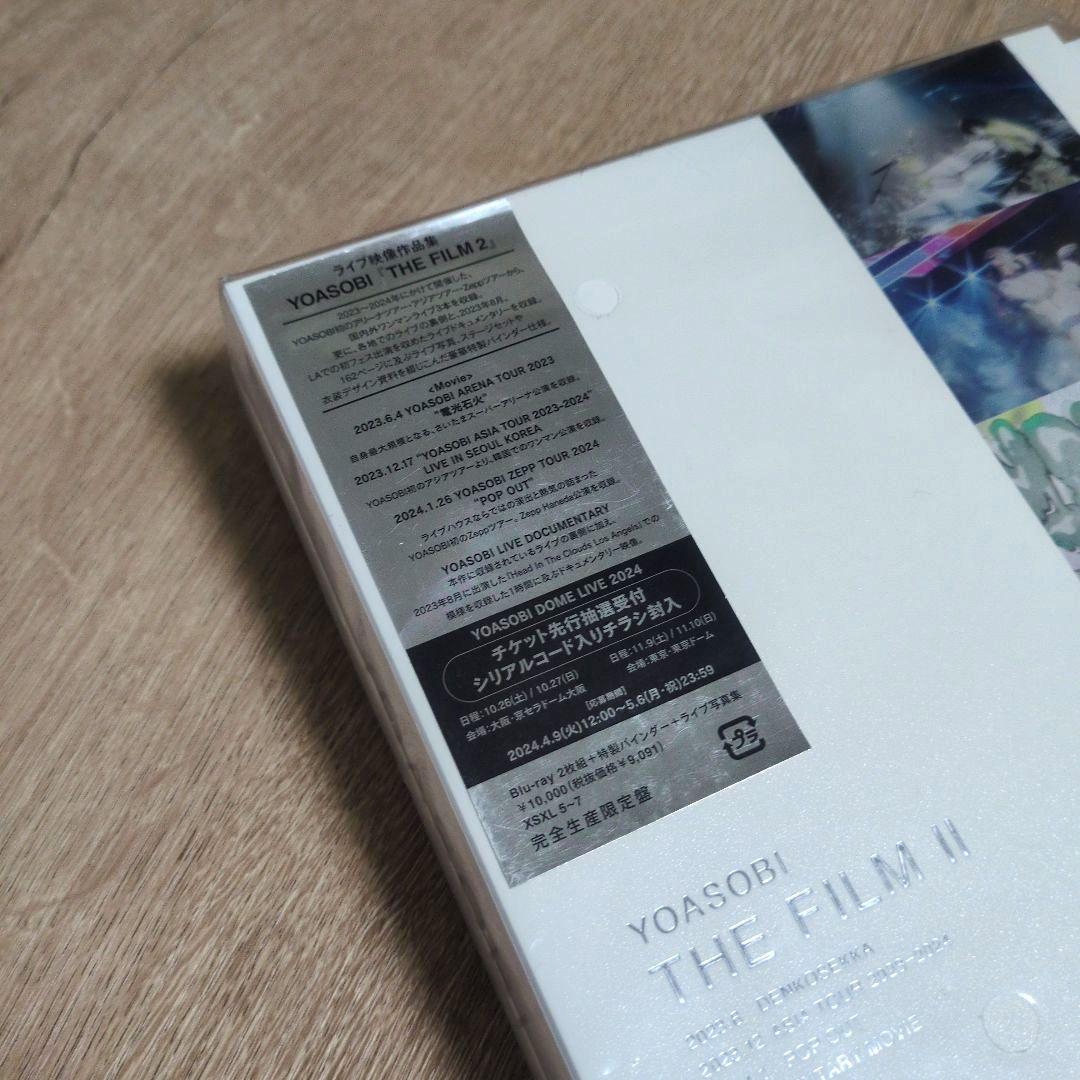 ライブ映像作品集
YOASOBI『THE FILM 2』
2023〜2024年にかけて開催した、
YOASOBI初のアリーナツアー・アジアツアー・Zeppツアーから、
国内外ワンマンライブ3本を収録。
更に、各地でのライブの裏側と、2023年8月、
LAでの初フェス出演を収めたライブドキュメンタリーを収録。
162ページに及ぶライブ写真、ステージセットや
衣装デザイン資料を綴じこんだ豪華特製バインダー仕様。
<Movie>
2023.6.4 YOASOBI ARENA TOUR 2023
"電光石火"
自身最大規模となる、さいたまスーパーアリーナ公演を収録。
2023.12.17 "YOASOBI ASIA TOUR 2023-2024"
LIVE IN SEOUL KOREA
YOASOBI初のアジアツアーより、韓国でのワンマン公演を収録。
2024.1.26 YOASOBI ZEPP TOUR 2024
"POP OUT"
ライブハウスならではの演出と熱気の詰まった
YOASOBI初のZeppツアー。Zepp Haneda公演を収録。
YOASOBI LIVE DOCUMENTARY
本作に収録されているライブの裏側に加え、
2023年8月に出演した「Head In The Clouds Los Angels」での
模様を収録した1時間に及ぶドキュメンタリー映像。
YOASOBI DOME LIVE 2024
チケット先行抽選受付
シリアルコード入りチラシ封入
日程:10.26(土) / 10.27(日)
会場:大阪・京セラドーム大阪
日程:11.9(土) / 11.10(日)
会場:東京・東京ドーム
[応募期間]
2024.4.9(火)12:00〜5.6(月・祝)23:59
Blu-ray 2枚組+特製バインダー+ライブ写真集
¥10,000(税抜価格¥9,091)
XSXL 5~7
完全生産限定盤
プラ
YOASOBI
THE FILM II
2023.6 DENKOSEKKA
2023.12 ASIA TOUR 2023-2024
POP OUT
MOVIE